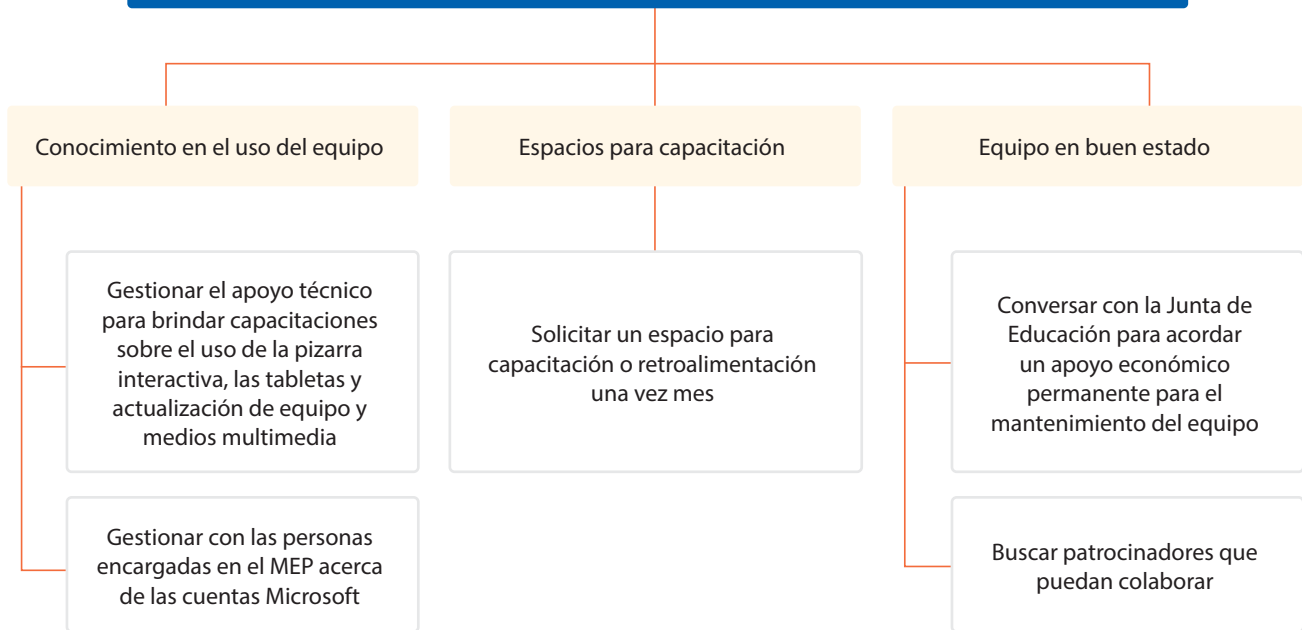 Conocimiento en el uso del equipo
Espacios para capacitación
Equipo en buen estado
Gestionar el apoyo técnico
para brindar capacitaciones
sobre el uso de la pizarra
interactiva, las tabletas y
actualización de equipo y
medios multimedia
Gestionar con las personas
encargadas en el MEP acerca
de las cuentas Microsoft
Solicitar un espacio para
capacitación o retroalimentación
una vez mes
Conversar con la Junta de
Educación para acordar
un apoyo económico
permanente para el
mantenimiento del equipo
Buscar patrocinadores que
puedan colaborar